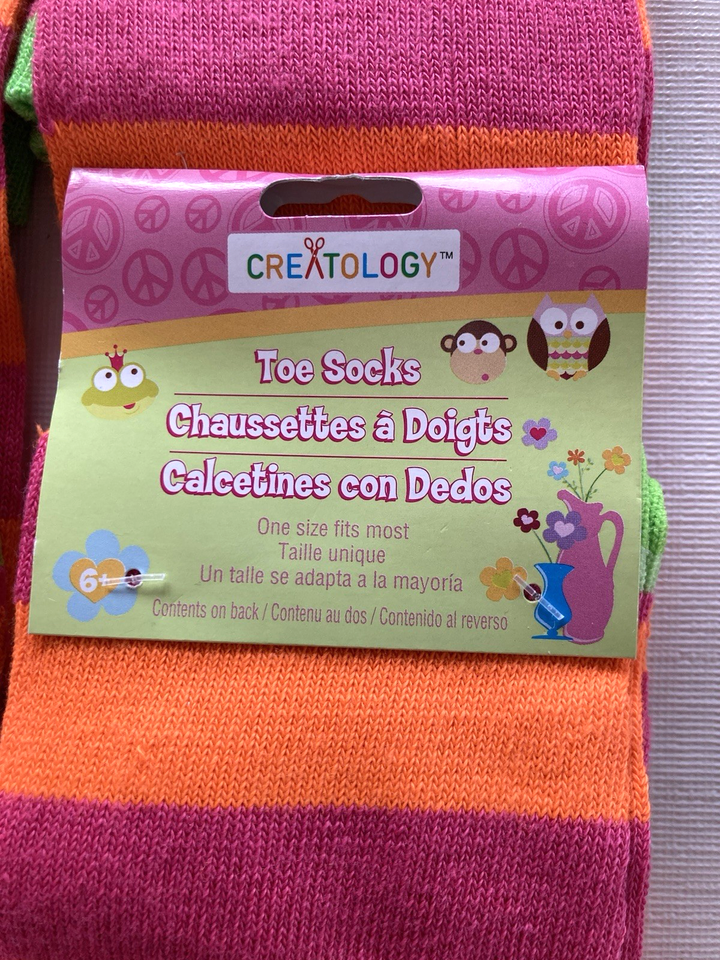 CREATOLOGY™
Toe Socks
Chaussettes à Doigts
Calcetines con Dedos
One size fits most
Taille unique
Un talle se adapta a la mayoría
6+
Contents on back / Contenu au dos / Contenido al reverso